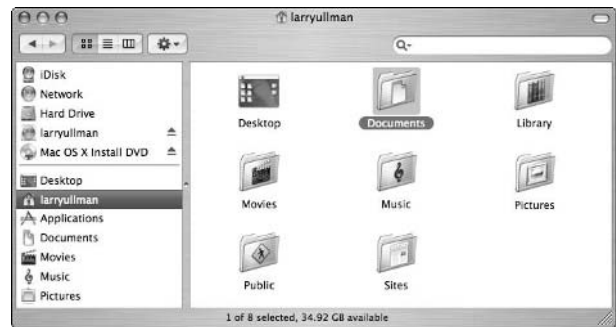 larryullman
Q-
iDisk
Network
Hard Drive
larryullman
Mac OS X Install DVD
Desktop
larryullman
Applications
Documents
Movies
Music
Pictures
Desktop
Documents
Library
Movies
Music
Pictures
Public
Sites
1 of 8 selected, 34.92 GB available